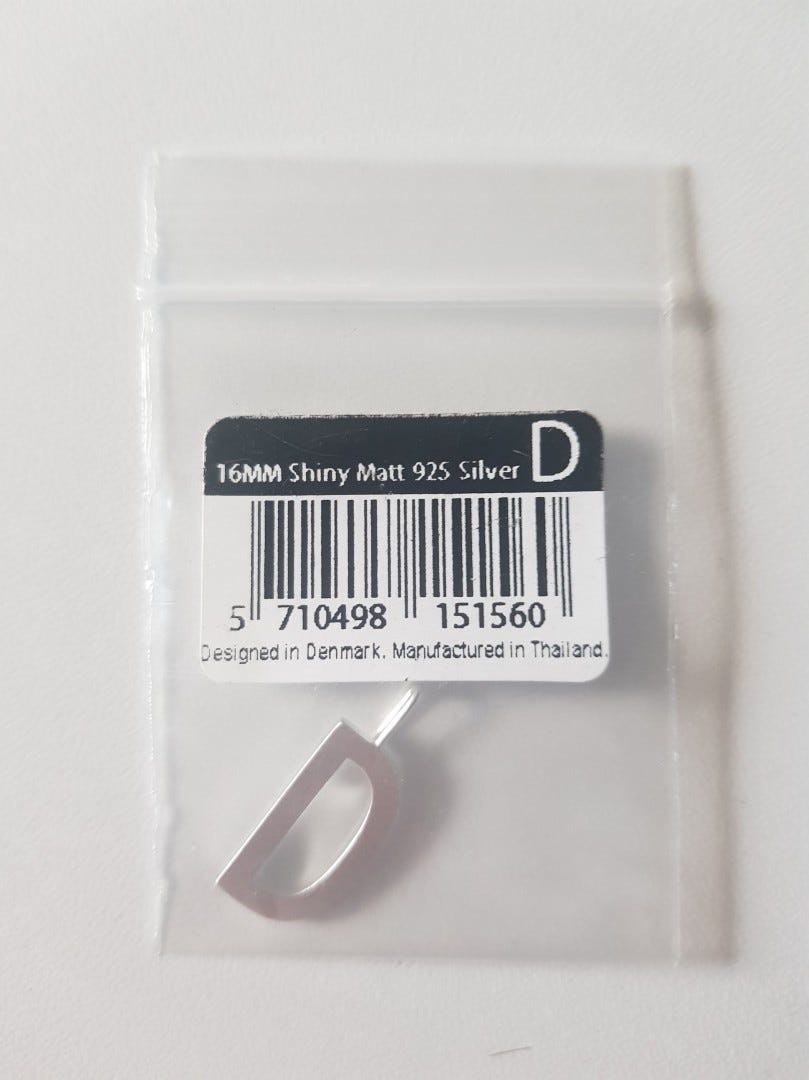 16MM Shiny Matt 925 Silver D
5 710498 151560
Designed in Denmark. Manufactured in Thailand.